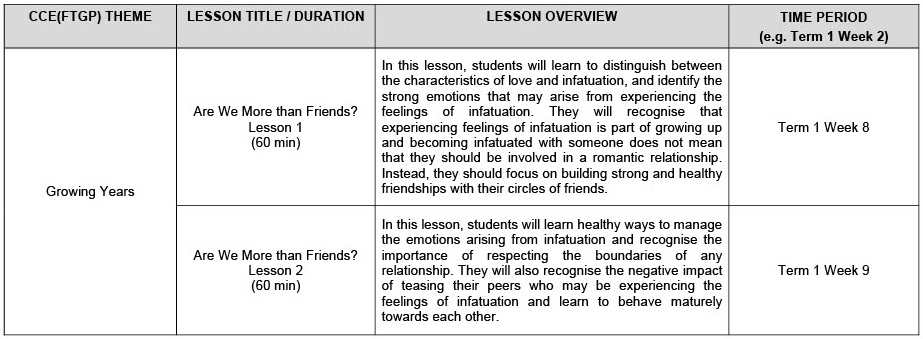 CCE(FTGP) THEME
LESSON TITLE / DURATION
LESSON OVERVIEW
TIME PERIOD
(e.g. Term 1 Week 2)
Growing Years
Are We More than Friends?
Lesson 1
(60 min)
In this lesson, students will learn to distinguish between
the characteristics of love and infatuation, and identify the
strong emotions that may arise from experiencing the
feelings of infatuation. They will recognise that
experiencing feelings of infatuation is part of growing up
and becoming infatuated with someone does not mean
that they should be involved in a romantic relationship.
Instead, they should focus on building strong and healthy
friendships with their circles of friends.
Term 1 Week 8
Are We More than Friends?
Lesson 2
(60 min)
In this lesson, students will learn healthy ways to manage
the emotions arising from infatuation and recognise the
importance of respecting the boundaries of any
relationship. They will also recognise the negative impact
of teasing their peers who may be experiencing the
feelings of infatuation and learn to behave maturely
towards each other.
Term 1 Week 9